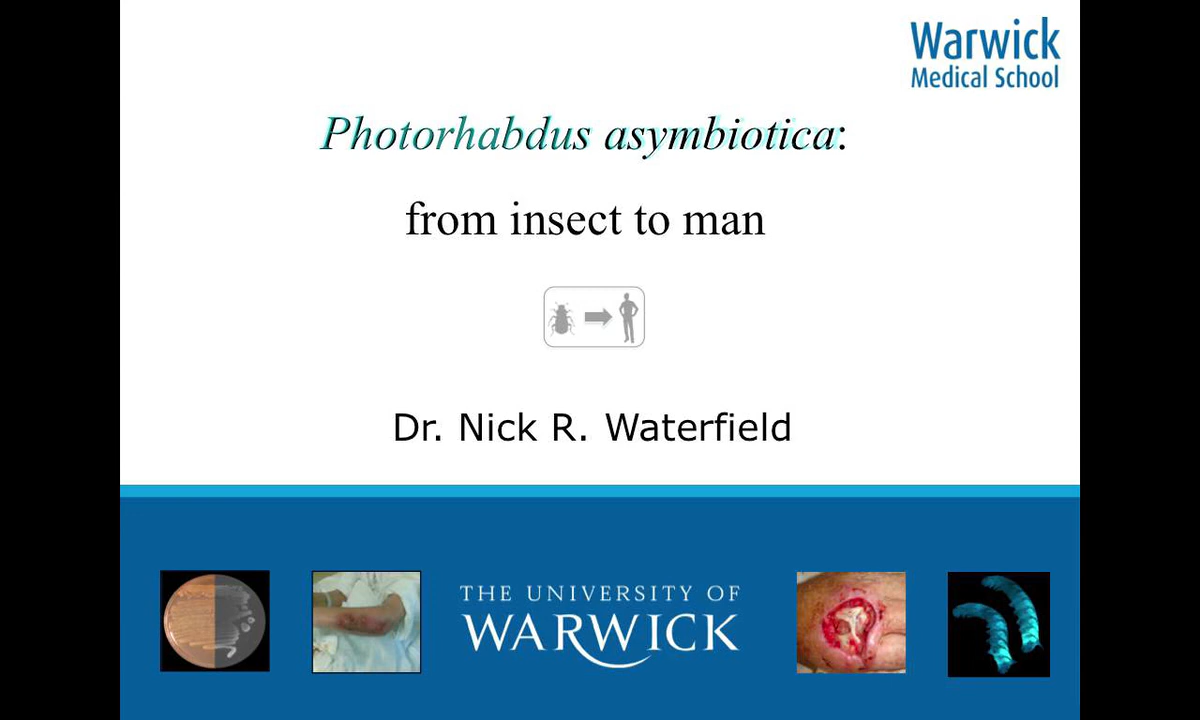 Warwick
Medical School
Photorhabdus asymbiotica:
from insect to man
Dr. Nick R. Waterfield
THE UNIVERSITY OF
WARWICK